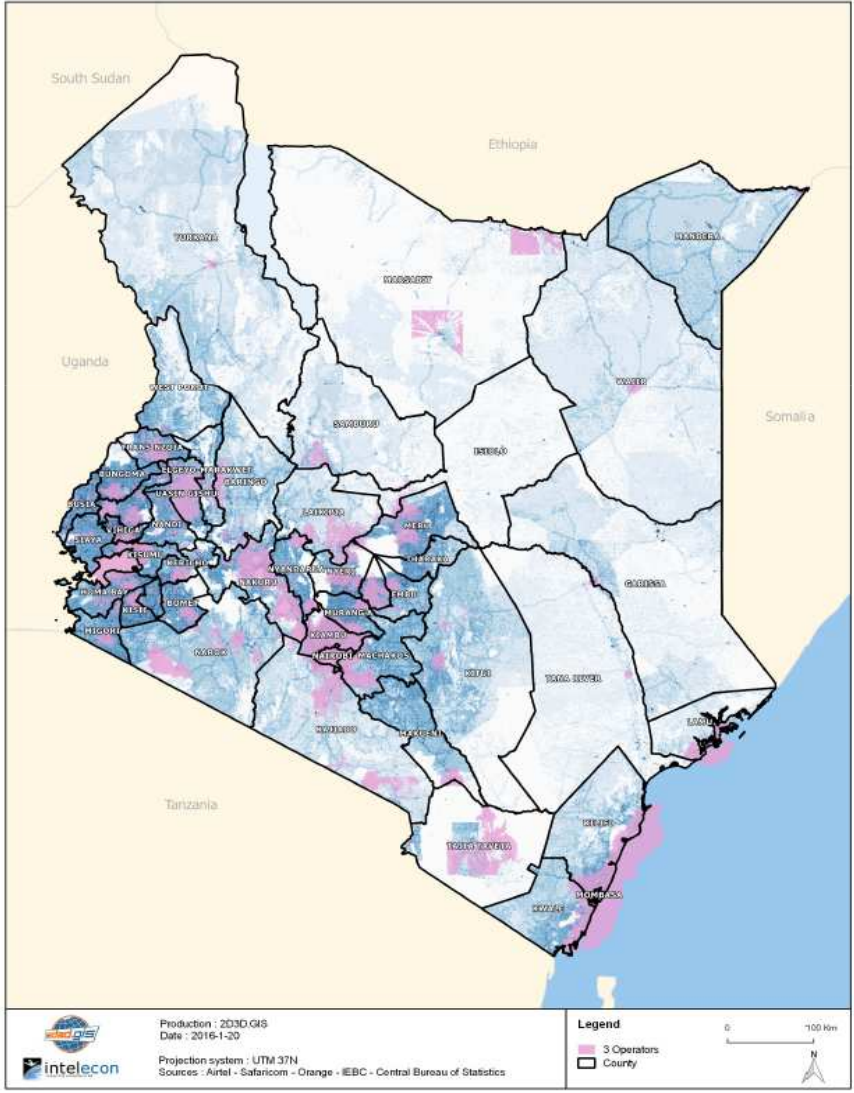 South Sudan
Ethiopia
TURKANA
MANDERA
MARSABIT
Uganda
WEST POKOT
WAJIR
Somalia
SAMBURU
ISIOLO
TRANS NZOIA
BUNGOMA
ELGEYO-MARAKWET
BARINGO
UASIN GISHU
BUSIA
LAIKIPIA
NANDI
VIHIGA
MERU
SIAYA
KISUMU
KERICHO
THARAKA
NYANDARUA
NYERI
NAKURU
GARISSA
HOMA BAY
EMBU
KISII
BOMET
MURANGA
MIGORI
KIAMBU
NAROK
NAIROBI
MACHAKOS
KITUI
TANA RIVER
LAMU
KAJIADO
MAKUENI
Tanzania
KILIFI
TAITA TAVETA
MOMBASA
KWALE
2d3d.gis
intelecon
Production : 2D3D.GIS
Date : 2016-1-20
Projection system : UTM 37N
Sources : Airtel - Safaricom - Orange - IEBC - Central Bureau of Statistics
Legend
3 Operators
County
0 100 Km
N